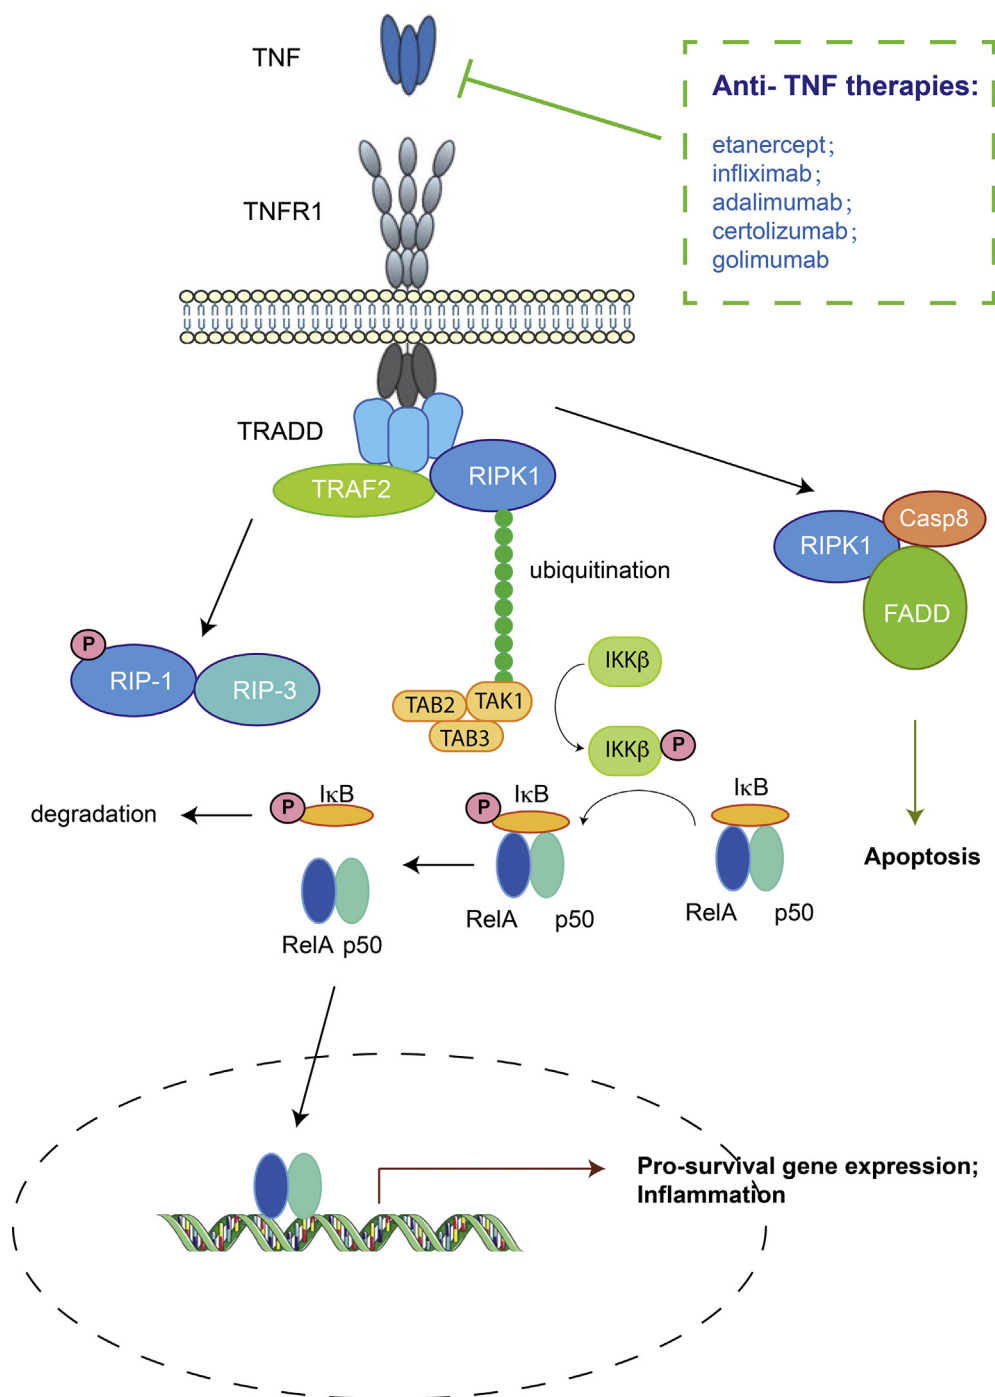 TNF
Anti- TNF therapies:
etanercept;
infliximab;
adalimumab;
certolizumab;
golimumab
TNFR1
TRADD
TRAF2
RIPK1
ubiquitination
RIPK1
Casp8
FADD
P
RIP-1
RIP-3
TAB2
TAK1
TAB3
IKKβ
IKKβ
P
degradation
P
IκB
P
IκB
IκB
Apoptosis
RelA p50
RelA p50
RelA p50
Pro-survival gene expression;
Inflammation